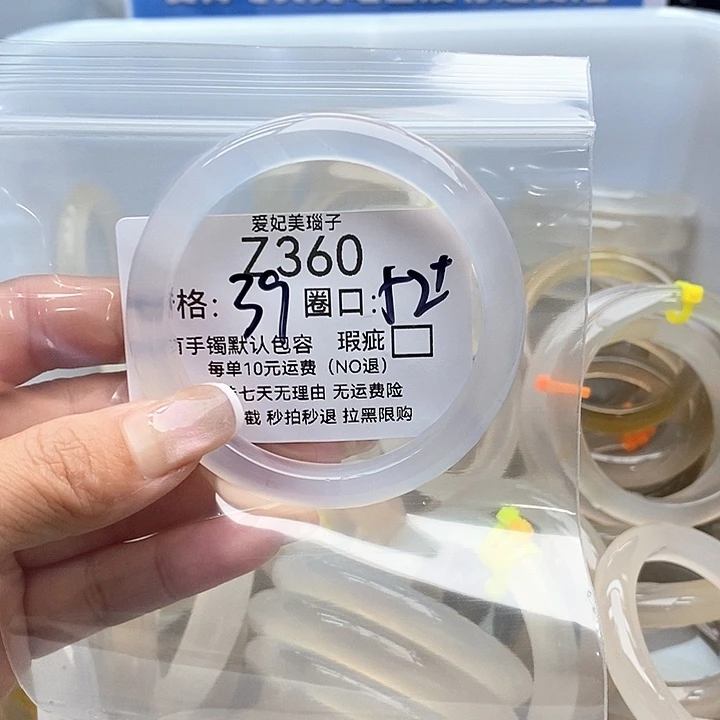 爱妃美瑙子
Z360
格: 39 圈口: 52+
有手镯默认包容 瑕疵
每单10元运费（NO退）
七天无理由 无运费险
截 秒拍秒退 拉黑限购